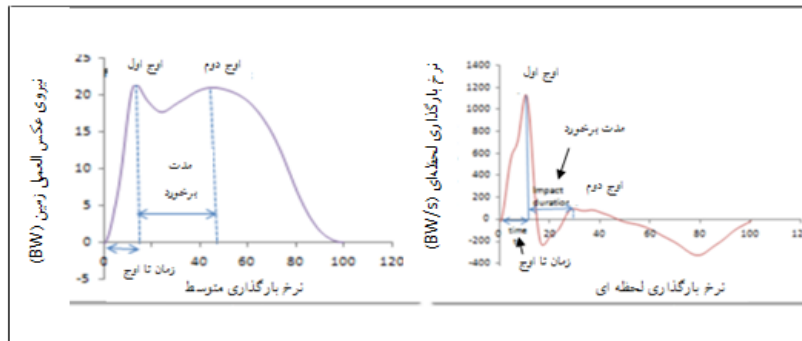 نیروی عکس العمل زمین (BW)
25
20
15
10
5
0
-5
اوج اول
اوج دوم
مدت
برخورد
زمان تا اوج
0 20 40 60 80 100 120
نرخ بارگذاری متوسط
نرخ بارگذاری لحظه‌ای (BW/s)
1400
1200
1000
800
600
400
200
0
-200
-400
اوج اول
مدت برخورد
اوج دوم
Impact
duration
time
زمان تا اوج
20 40 60 80 100 120
نرخ بارگذاری لحظه ای